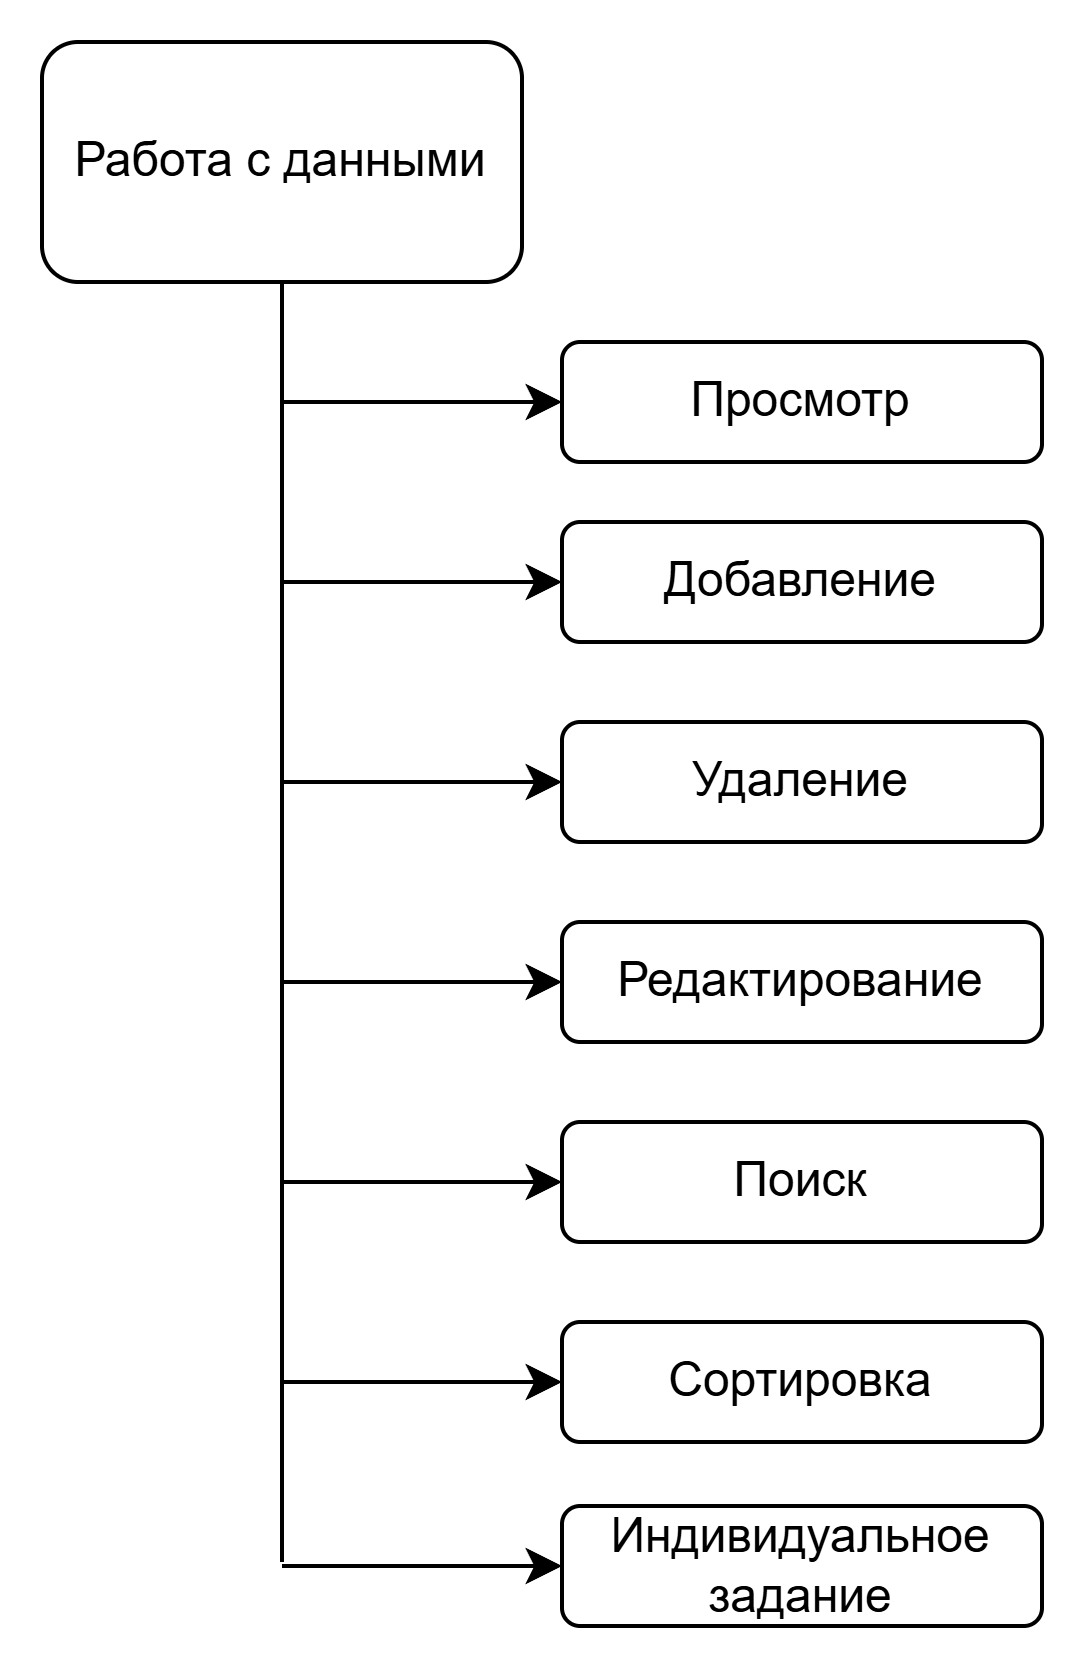 Работа с данными
Просмотр
Добавление
Удаление
Редактирование
Поиск
Сортировка
Индивидуальное
задание